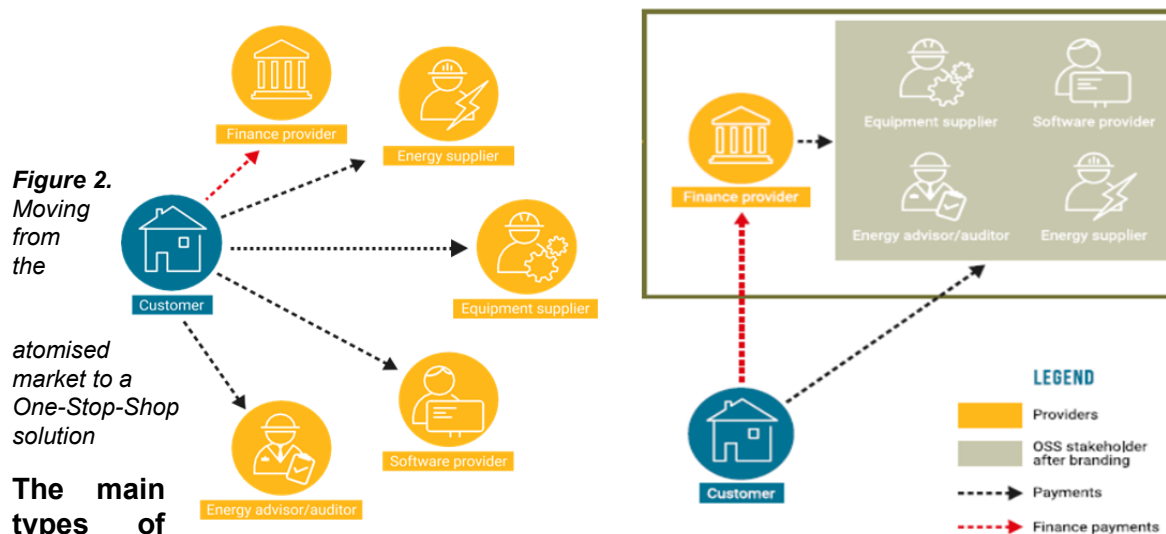 Figure 2.
Moving
from
the
atomised
market to a
One-Stop-Shop
solution
The main
types of
Finance provider
Energy supplier
Customer
Equipment supplier
Software provider
Energy advisor/auditor
Equipment supplier
Software provider
Finance provider
Energy advisor/auditor
Energy supplier
Customer
LEGEND
Providers
OSS stakeholder
after branding
Payments
Finance payments